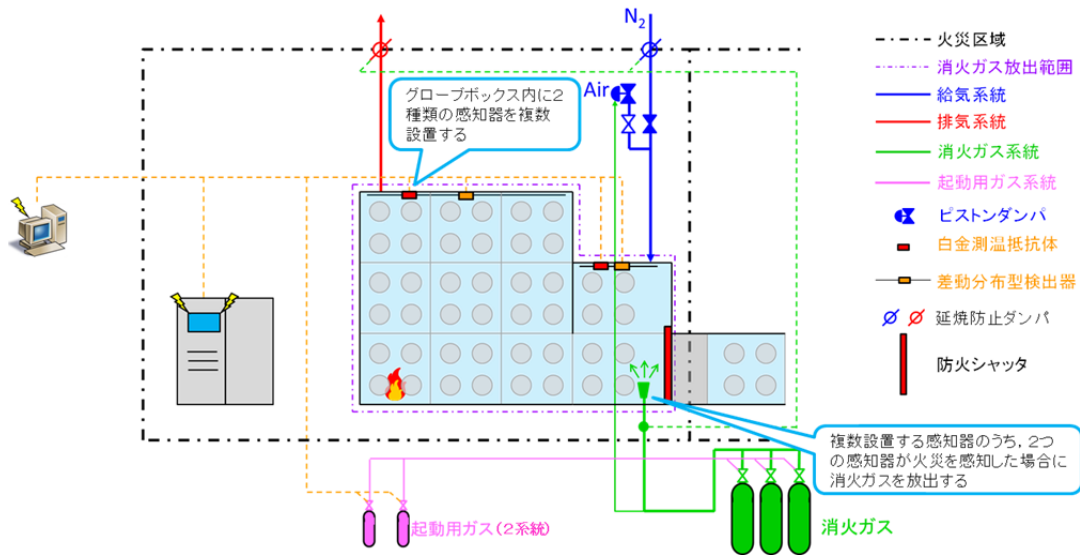 N₂
Air
グローブボックス内に2
種類の感知器を複数
設置する
火災区域
消火ガス放出範囲
給気系統
排気系統
消火ガス系統
起動用ガス系統
ピストンダンパ
白金測温抵抗体
差動分布型検出器
延焼防止ダンパ
防火シャッタ
複数設置する感知器のうち，2つ
の感知器が火災を感知した場合に
消火ガスを放出する
起動用ガス(2系統)
消火ガス